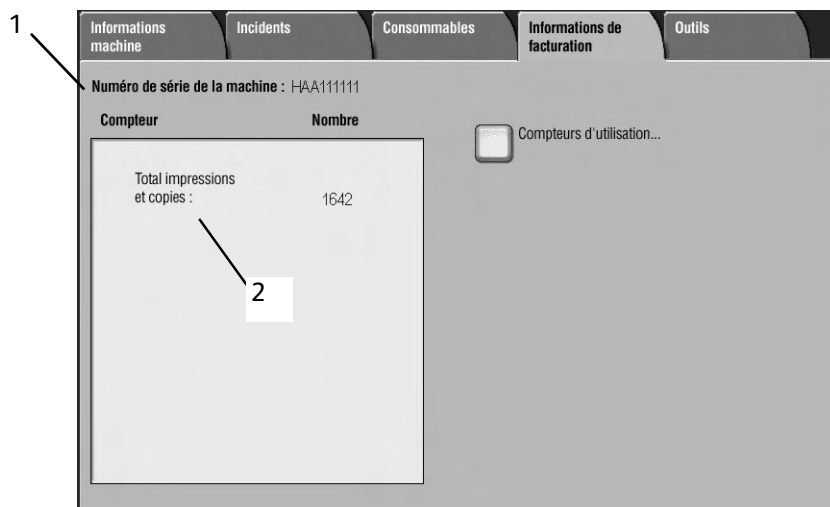 1
Informations
machine
Incidents
Consommables
Informations de
facturation
Outils
Numéro de série de la machine : HAA111111
Compteur Nombre
Compteurs d'utilisation...
Total impressions
et copies : 1642
2